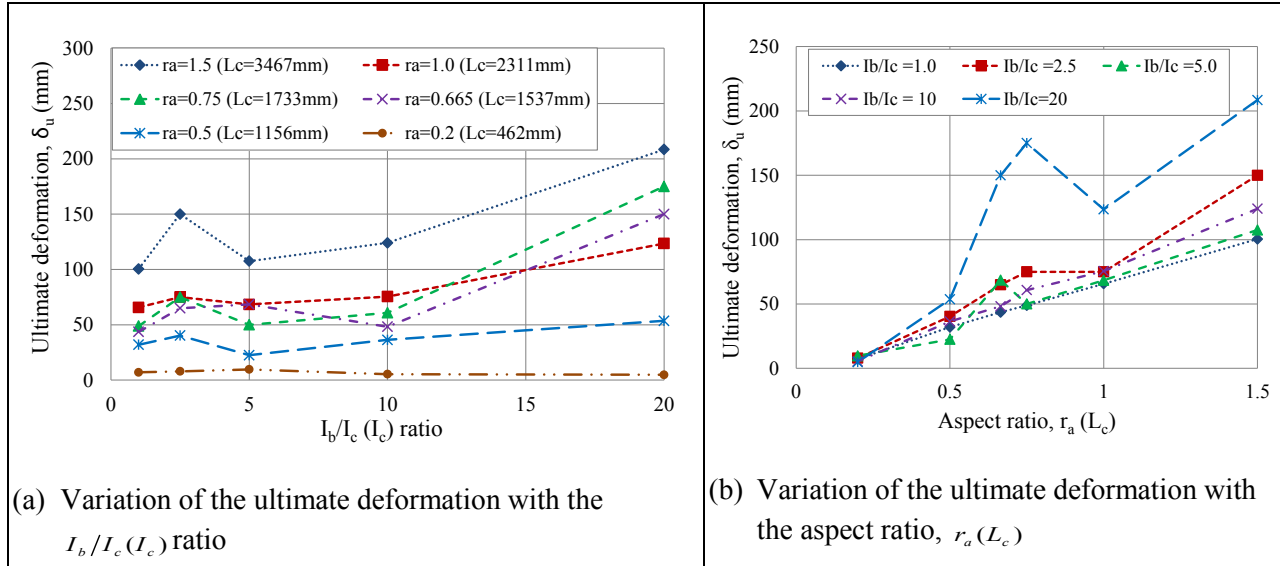 300
250
200
150
100
50
0
Ultimate deformation, δu (mm)
ra=1.5 (Lc=3467mm) ra=1.0 (Lc=2311mm)
ra=0.75 (Lc=1733mm) ra=0.665 (Lc=1537mm)
ra=0.5 (Lc=1156mm) ra=0.2 (Lc=462mm)
0 5 10 15 20
Ib/Ic (Ic) ratio
(a) Variation of the ultimate deformation with the
Ib/Ic(Ic) ratio
250
200
150
100
50
0
Ultimate deformation, δu (mm)
Ib/Ic =1.0 Ib/Ic =2.5 Ib/Ic =5.0
Ib/Ic = 10 Ib/Ic=20
0 0.5 1 1.5
Aspect ratio, ra (Lc)
(b) Variation of the ultimate deformation with
the aspect ratio, ra(Lc)